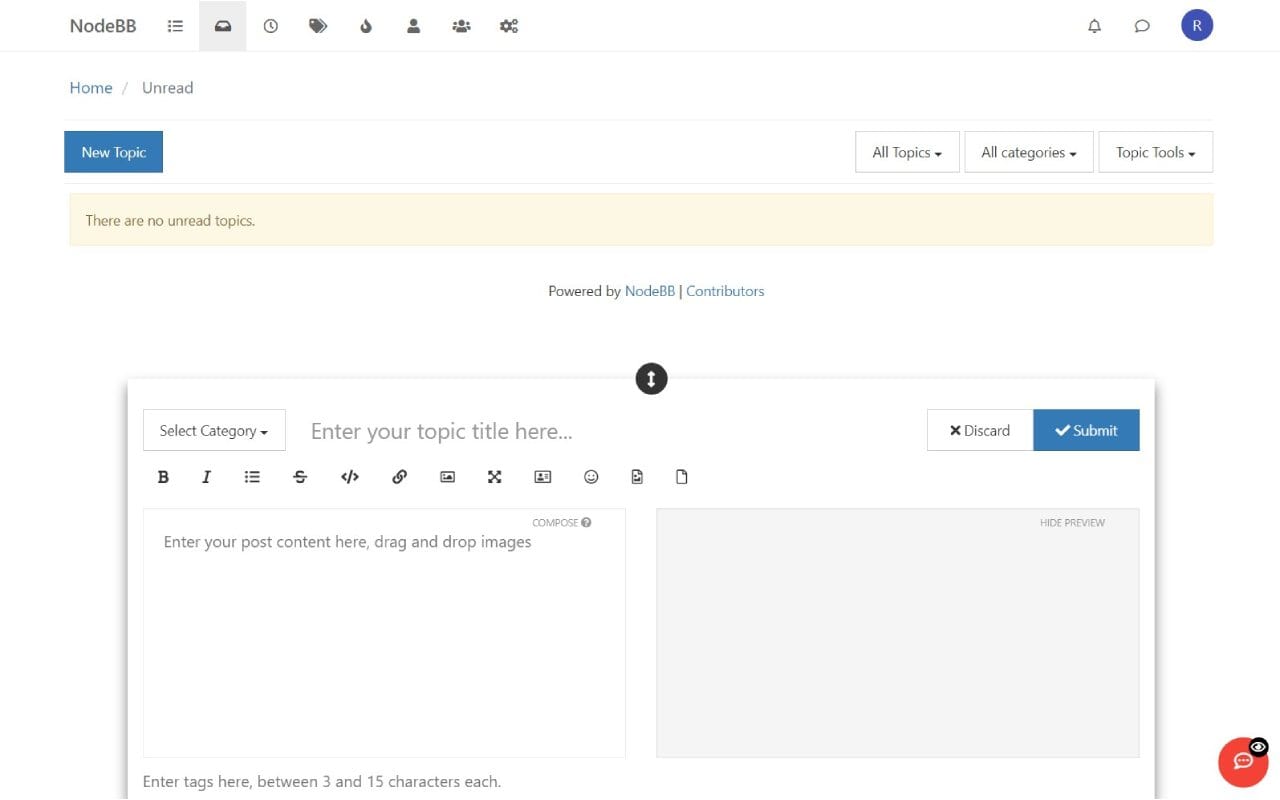 NodeBB R
Home / Unread
New Topic All Topics All categories Topic Tools
There are no unread topics.
Powered by NodeBB | Contributors
Select Category Enter your topic title here... Discard Submit
COMPOSE HIDE PREVIEW
Enter your post content here, drag and drop images
Enter tags here, between 3 and 15 characters each.